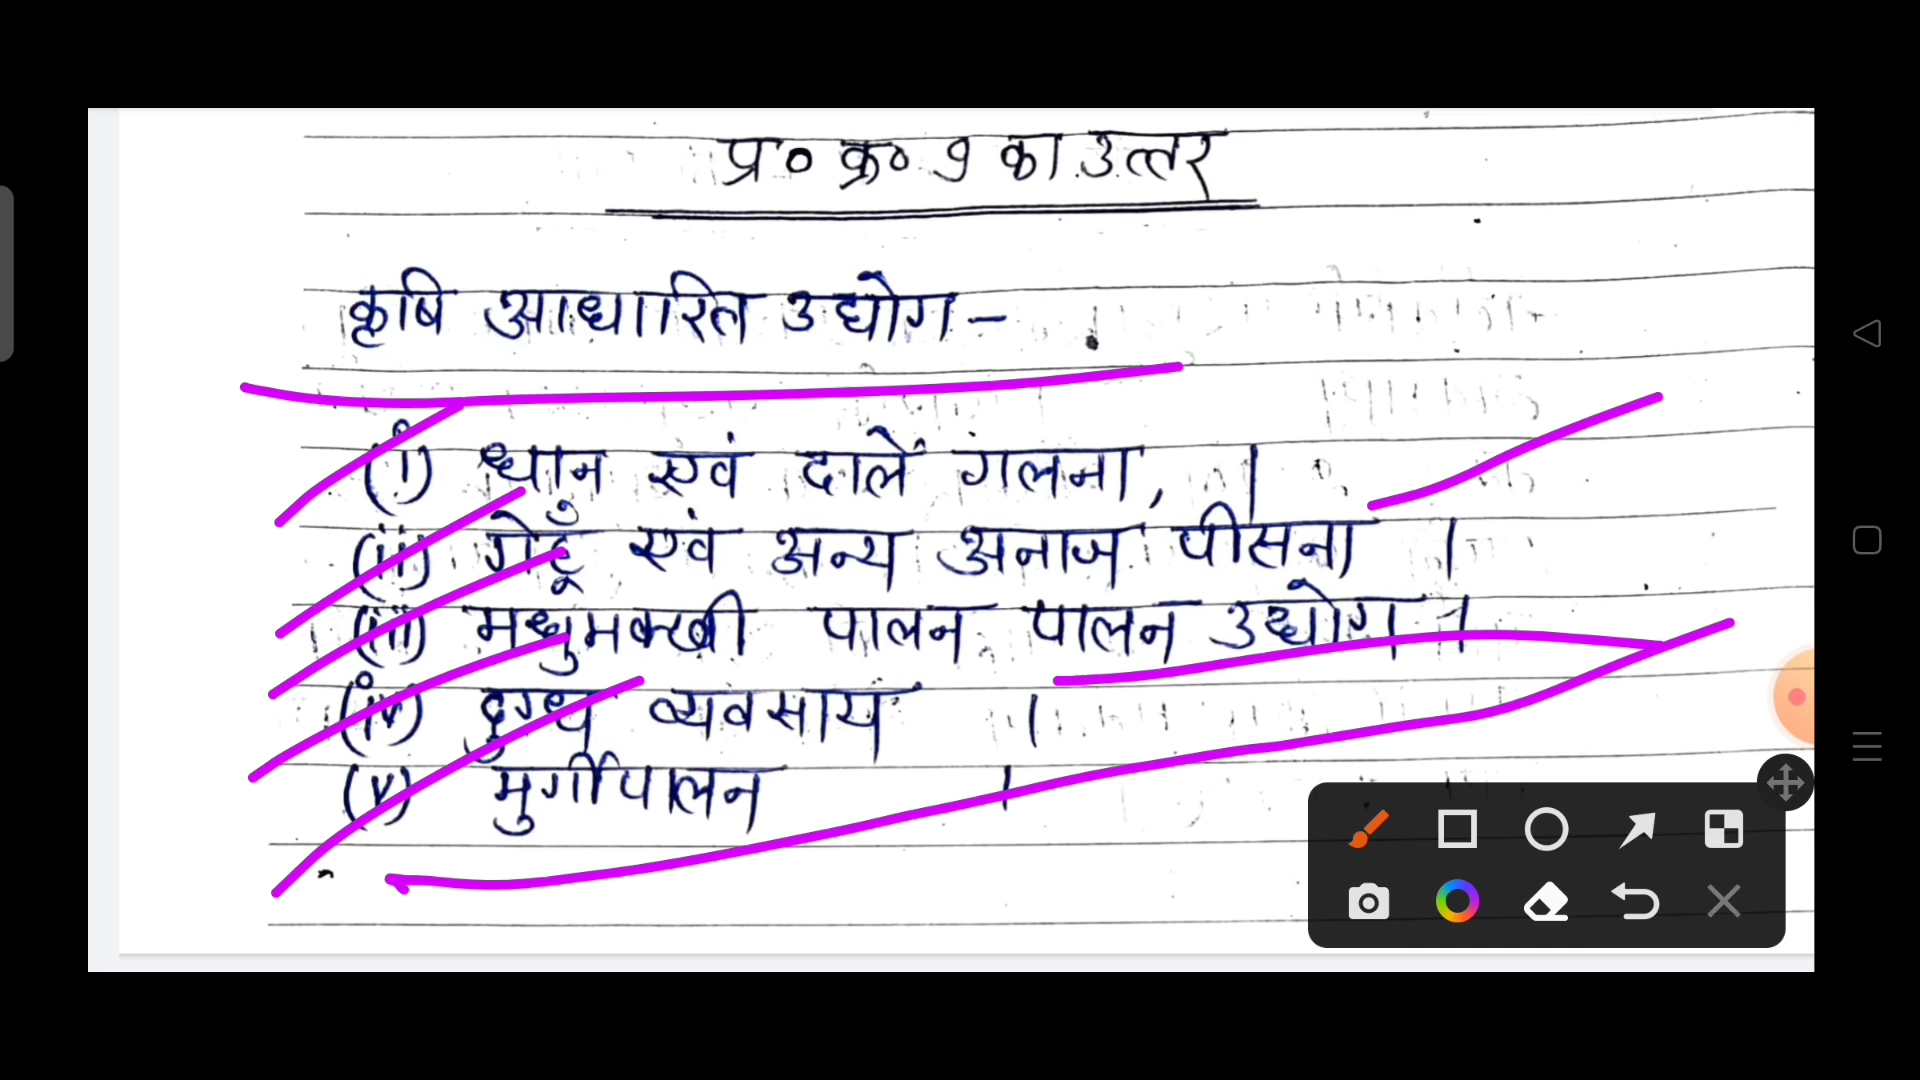 प्र० क्र० 9 का उत्तर
कृषि आधारित उद्योग –
(i) धान एवं दालें गलना, |
(ii) गेहूँ एवं अन्य अनाज पीसना |
(iii) मधुमक्खी पालन पालन उद्योग |
(iv) दुग्ध व्यवसाय |
(v) मुर्गीपालन |